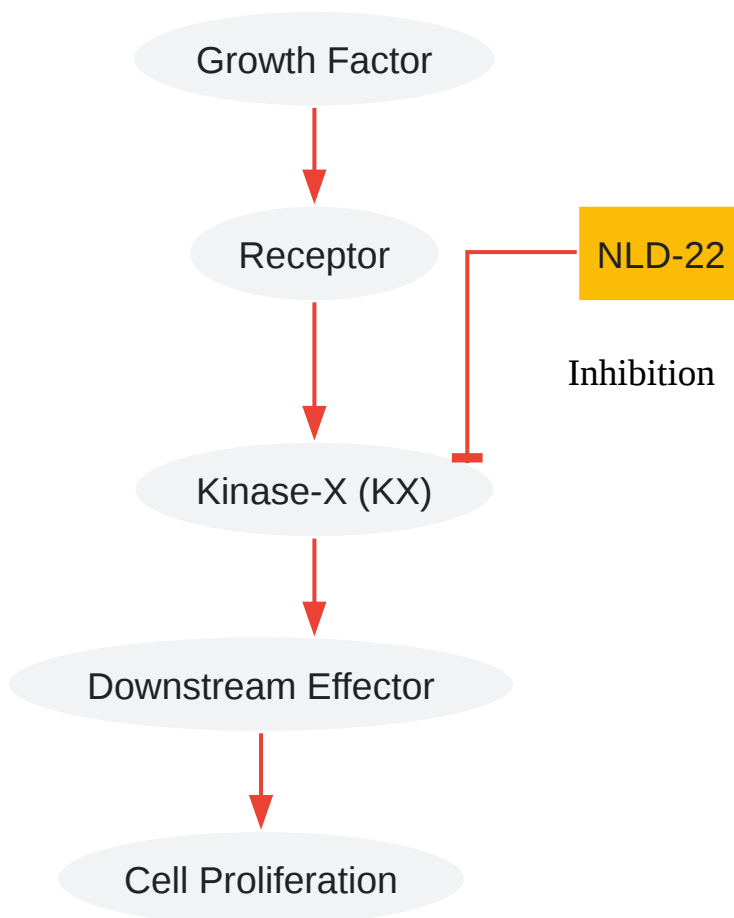 Growth Factor
Receptor
NLD-22
Inhibition
Kinase-X (KX)
Downstream Effector
Cell Proliferation